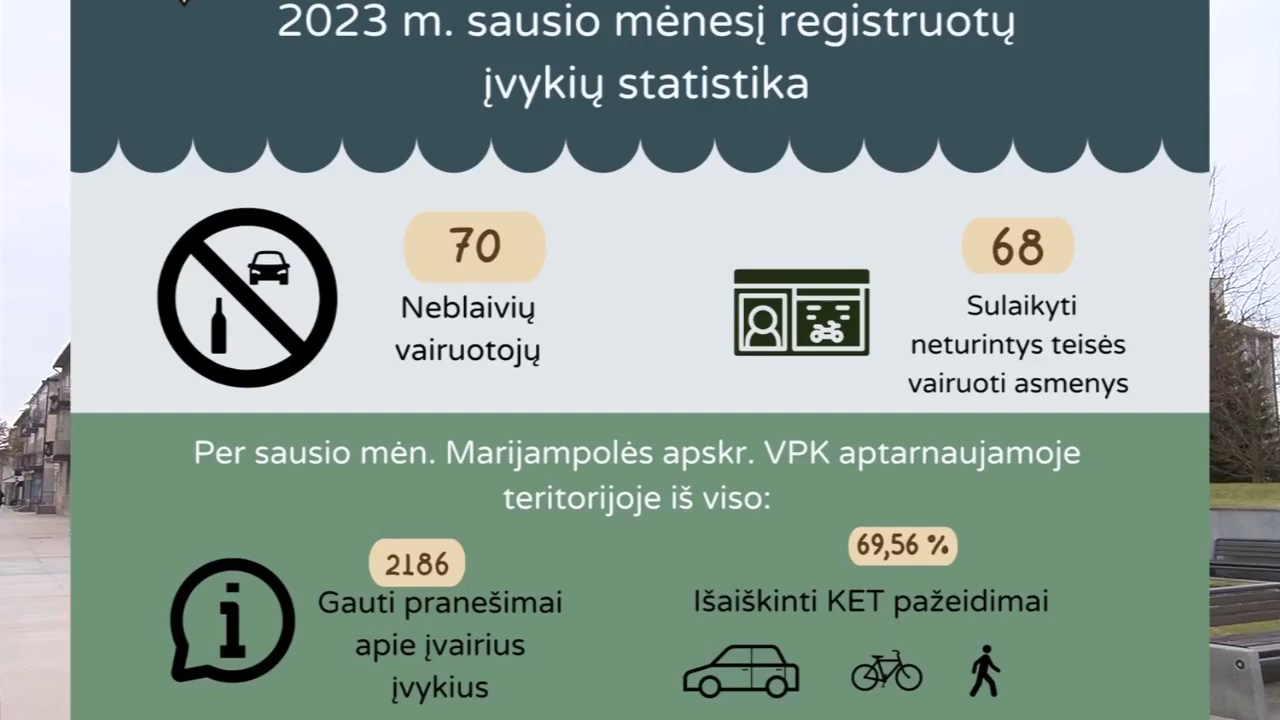 2023 m. sausio mėnesį registruotų
įvykių statistika
70
Neblaivių
vairuotojų
68
Sulaikyti
neturintys teisės
vairuoti asmenys
Per sausio mėn. Marijampolės apskr. VPK aptarnaujamoje
teritorijoje iš viso:
2186
Gauti pranešimai
apie įvairius
įvykius
69,56 %
Išaiškinti KET pažeidimai